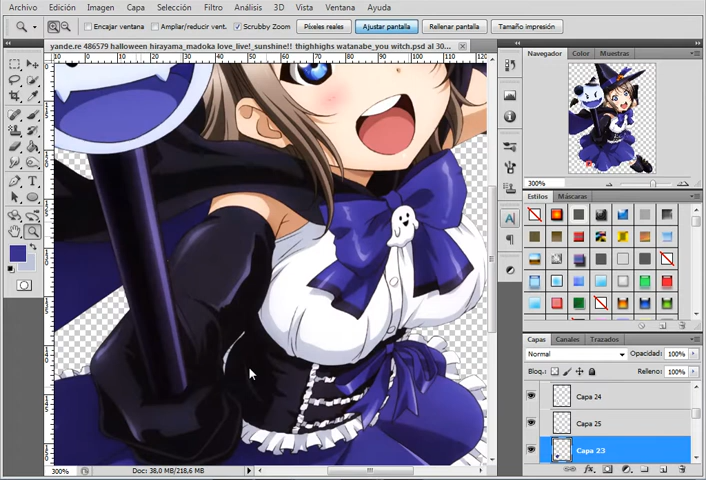 Archivo Edición Imagen Capa Selección Filtro Análisis 3D Vista Ventana Ayuda
Encajar ventana Ampliar/reducir vent. Scrubby Zoom Píxeles reales Ajustar pantalla Rellenar pantalla Tamaño impresión
yande.re 486579 halloween hirayama_madoka love_live!_sunshine!! thighhighs watanabe_you witch.psd al 30...
Navegador Color Muestras
300%
Estilos Máscaras
Capas Canales Trazados
Normal Opacidad: 100%
Bloq.: Relleno: 100%
Capa 24
Capa 25
Capa 23
300% Doc: 38,0 MB/218,6 MB